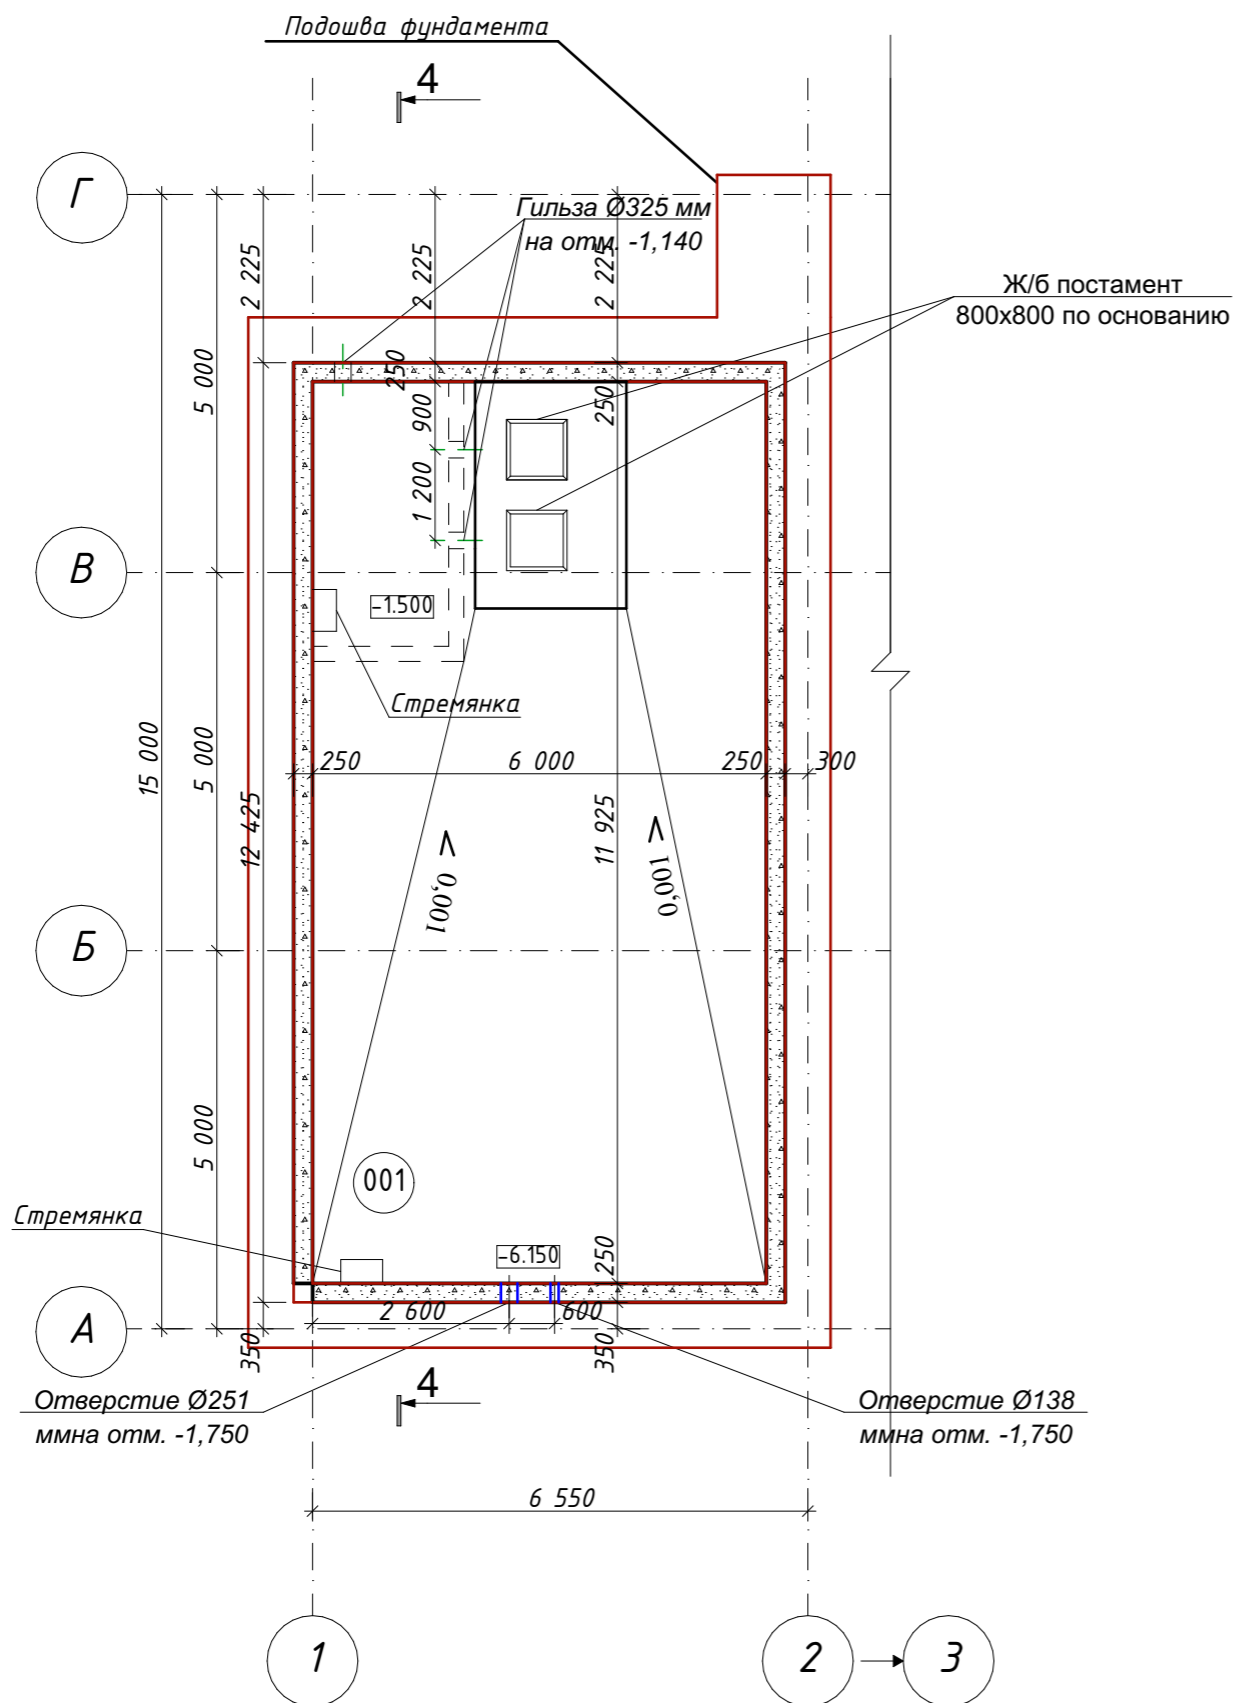 Подошва фундамента
4
Г
Гильза Ø325 мм
на отм. -1,140
2 225
2 225
2 225
Ж/б постамент
800х800 по основанию
5 000
250
250
900
1 200
В
-1.500
Стремянка
15 000
5 000
250
6 000
250
300
12 425
11 925
0,001
0,001
Б
5 000
001
Стремянка
-6.150
250
А
2 600
600
350
350
4
Отверстие Ø251
ммна отм. -1,750
Отверстие Ø138
ммна отм. -1,750
6 550
1
2
3